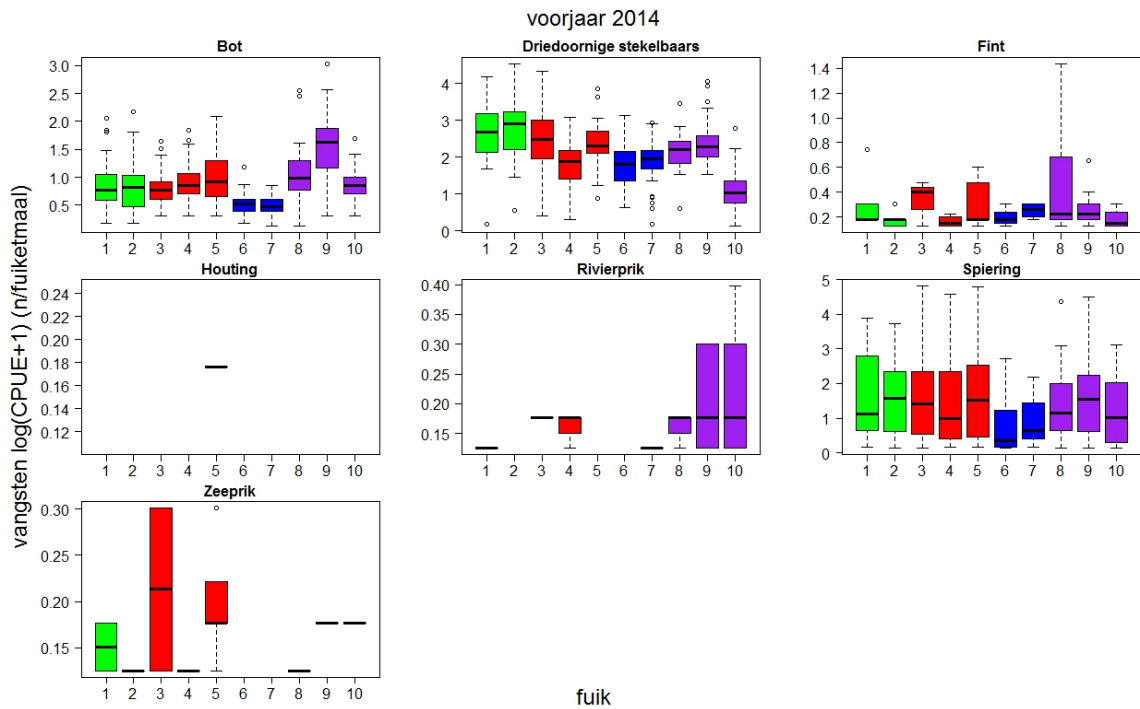 voorjaar 2014
Bot
Driedoornige stekelbaars
Fint
3.0
2.5
2.0
1.5
1.0
0.5
1 2 3 4 5 6 7 8 9 10
4
3
2
1
0
1 2 3 4 5 6 7 8 9 10
1.4
1.2
1.0
0.8
0.6
0.4
0.2
1 2 3 4 5 6 7 8 9 10
vangsten log(CPUE+1) (n/fuiketmaal)
Houting
Rivierprik
Spiering
0.24
0.22
0.20
0.18
0.16
0.14
0.12
1 2 3 4 5 6 7 8 9 10
0.40
0.35
0.30
0.25
0.20
0.15
1 2 3 4 5 6 7 8 9 10
5
4
3
2
1
0
1 2 3 4 5 6 7 8 9 10
Zeeprik
0.30
0.25
0.20
0.15
1 2 3 4 5 6 7 8 9 10
fuik